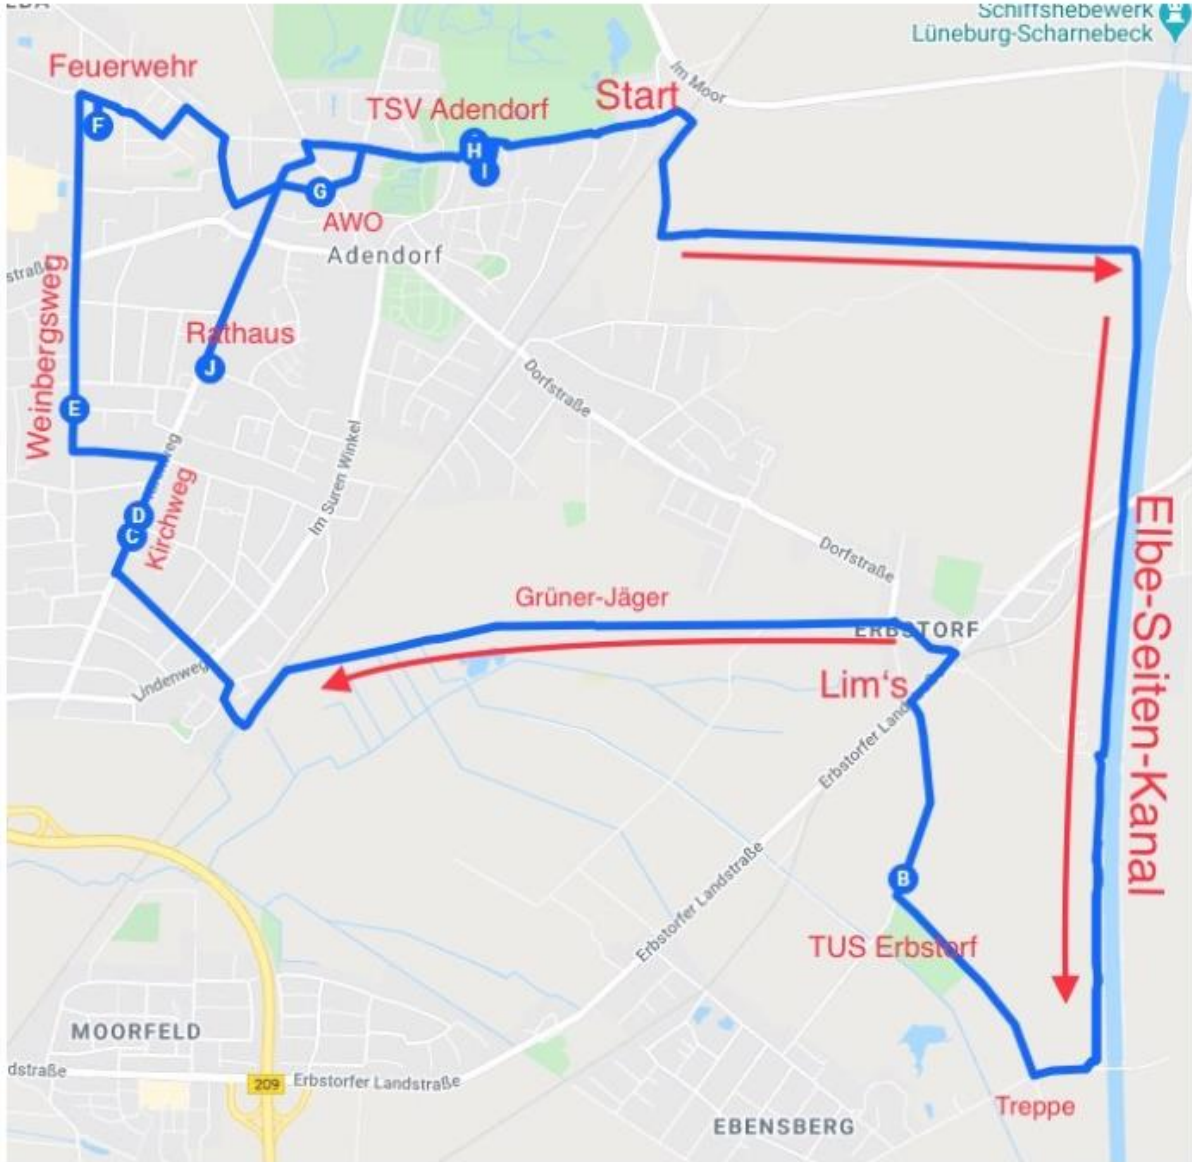 ELDA
Schiffshebewerk
Lüneburg-Scharnebeck
Feuerwehr
Im Moor
TSV Adendorf
Start
F
H
I
G
AWO
Adendorf
straße
Weinbergsweg
Rathaus
J
Dorfstraße
E
Im Suren Winkel
D
C
Kirchweg
Elbe-Seiten-Kanal
Dorfstraße
Grüner-Jäger
ERBSTORF
Lindenweg
Lim's
Erbstorfer Land
B
Erbstorfer Landstraße
TUS Erbstorf
MOORFELD
dstraße
209
Erbstorfer Landstraße
Treppe
EBENSBERG